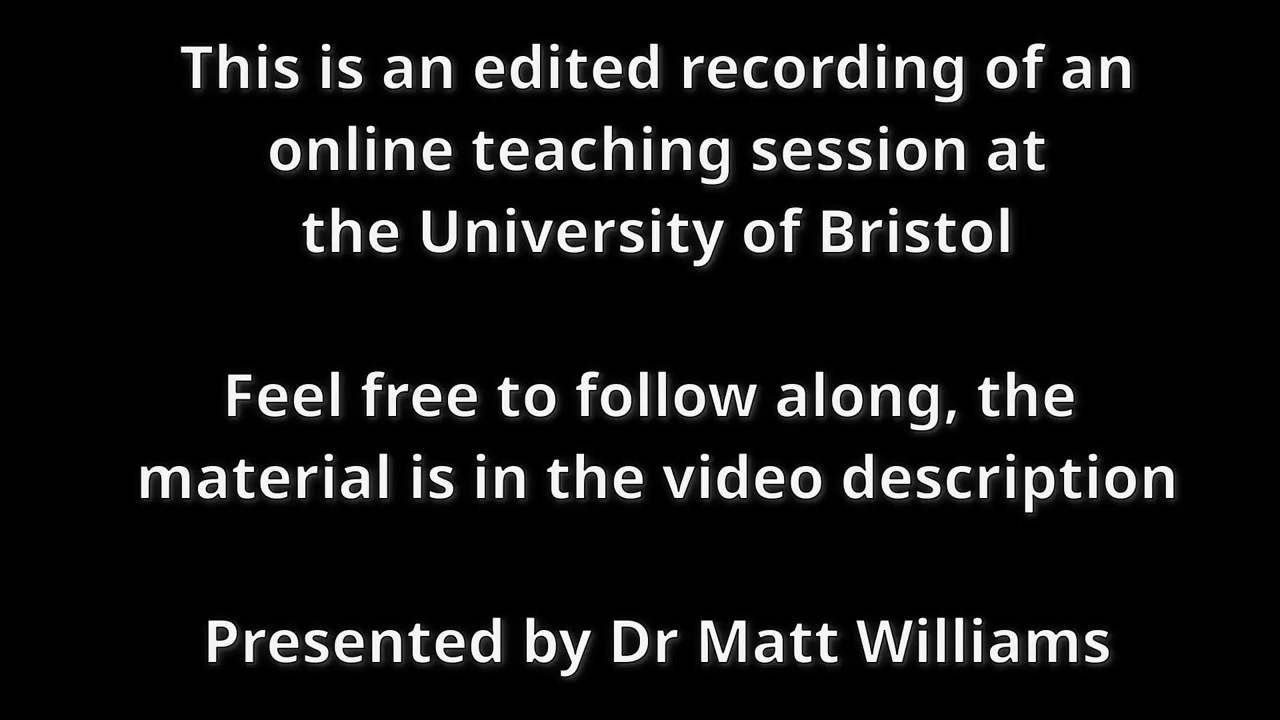 This is an edited recording of an
online teaching session at
the University of Bristol
Feel free to follow along, the
material is in the video description
Presented by Dr Matt Williams